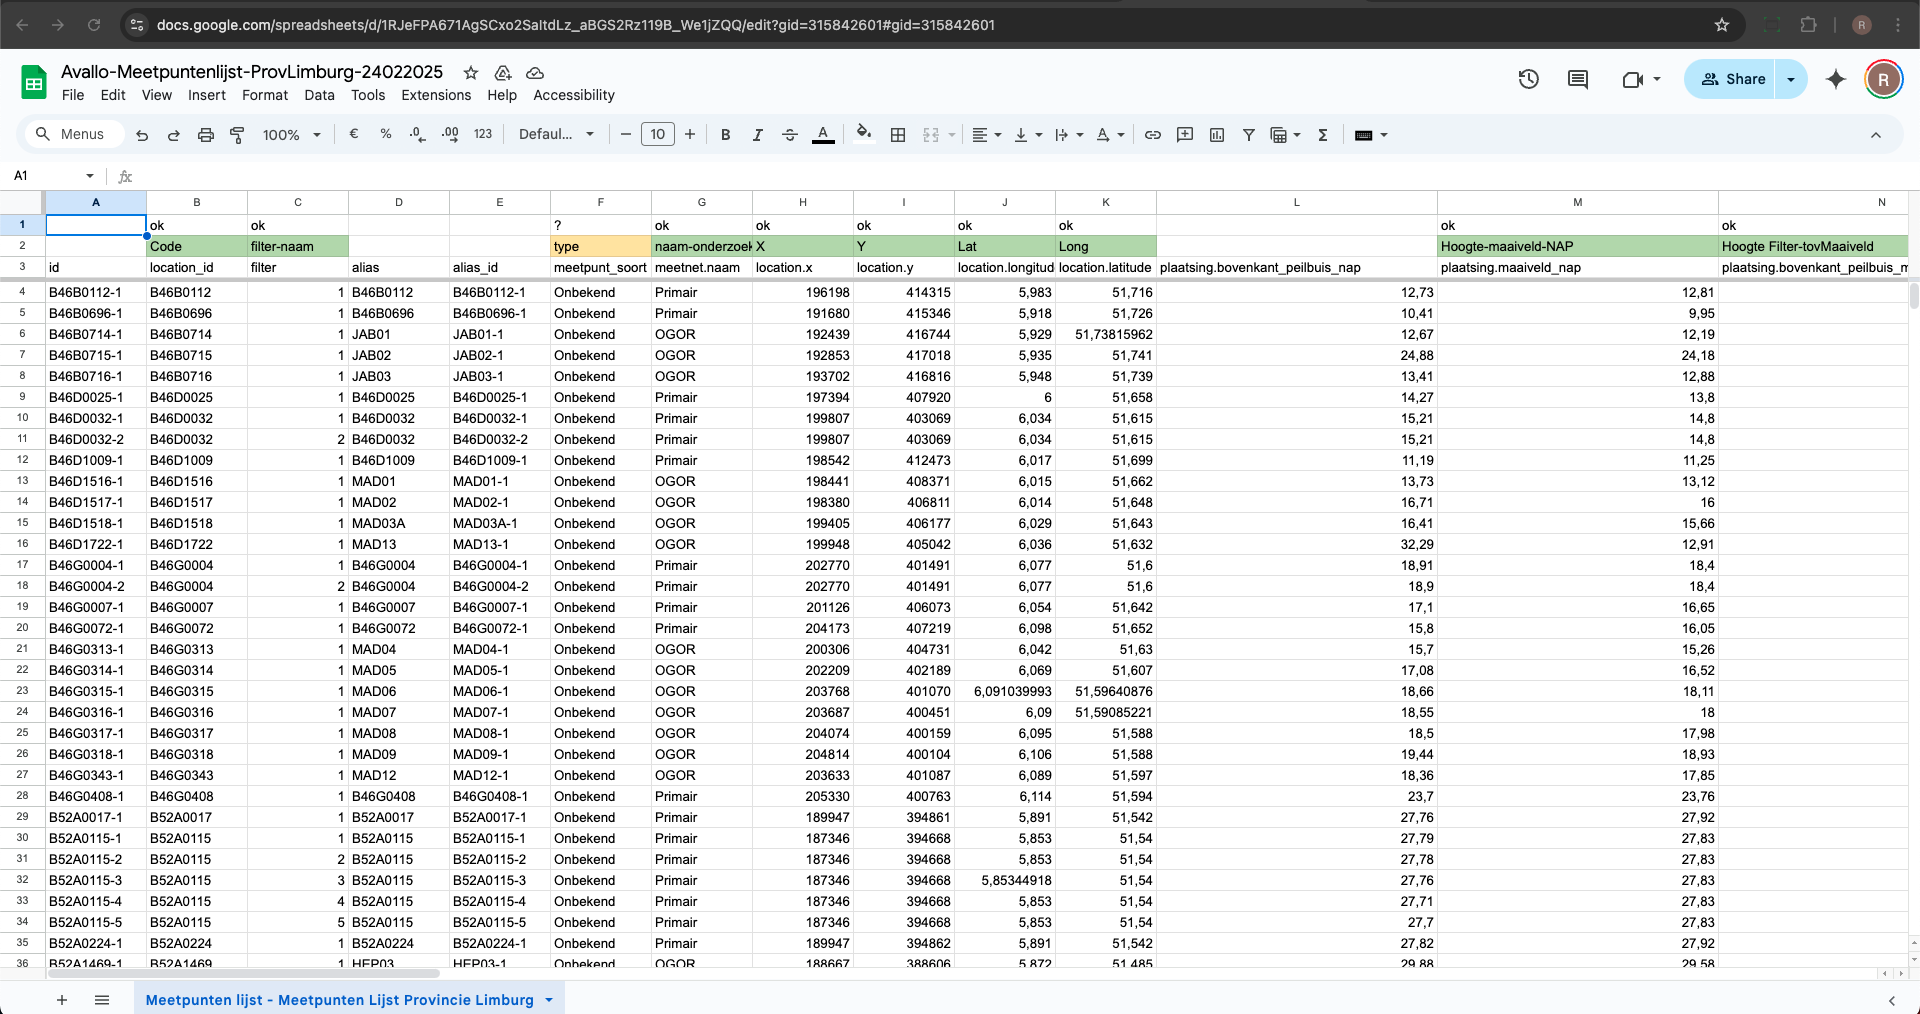 docs.google.com/spreadsheets/d/1RJeFPA671AgSCxo2SaltdLz_aBGS2Rz119B_We1jZQQ/edit?gid=315842601#gid=315842601
R
Avallo-Meetpuntenlijst-ProvLimburg-24022025
File Edit View Insert Format Data Tools Extensions Help Accessibility
Share
R
Menus 100% € % .0 .00 123 Defaul... 10 B I A
A1 fx
A B C D E F G H I J K L M N
1 ok ok ? ok ok ok ok ok ok ok
2 Code filter-naam type naam-onderzoek X Y Lat Long Hoogte-maaiveld-NAP Hoogte Filter-tovMaaiveld
3 id location_id filter alias alias_id meetpunt_soort meetnet.naam location.x location.y location.longitud location.latitude plaatsing.bovenkant_peilbuis_nap plaatsing.maaiveld_nap plaatsing.bovenkant_peilbuis_m
4 B46B0112-1 B46B0112 1 B46B0112 B46B0112-1 Onbekend Primair 196198 414315 5,983 51,716 12,73 12,81
5 B46B0696-1 B46B0696 1 B46B0696 B46B0696-1 Onbekend Primair 191680 415346 5,918 51,726 10,41 9,95
6 B46B0714-1 B46B0714 1 JAB01 JAB01-1 Onbekend OGOR 192439 416744 5,929 51,73815962 12,67 12,19
7 B46B0715-1 B46B0715 1 JAB02 JAB02-1 Onbekend OGOR 192853 417018 5,935 51,741 24,88 24,18
8 B46B0716-1 B46B0716 1 JAB03 JAB03-1 Onbekend OGOR 193702 416816 5,948 51,739 13,41 12,88
9 B46D0025-1 B46D0025 1 B46D0025 B46D0025-1 Onbekend Primair 197394 407920 6 51,658 14,27 13,8
10 B46D0032-1 B46D0032 1 B46D0032 B46D0032-1 Onbekend Primair 199807 403069 6,034 51,615 15,21 14,8
11 B46D0032-2 B46D0032 2 B46D0032 B46D0032-2 Onbekend Primair 199807 403069 6,034 51,615 15,21 14,8
12 B46D1009-1 B46D1009 1 B46D1009 B46D1009-1 Onbekend Primair 198542 412473 6,017 51,699 11,19 11,25
13 B46D1516-1 B46D1516 1 MAD01 MAD01-1 Onbekend OGOR 198441 408371 6,015 51,662 13,73 13,12
14 B46D1517-1 B46D1517 1 MAD02 MAD02-1 Onbekend OGOR 198380 406811 6,014 51,648 16,71 16
15 B46D1518-1 B46D1518 1 MAD03A MAD03A-1 Onbekend OGOR 199405 406177 6,029 51,643 16,41 15,66
16 B46D1722-1 B46D1722 1 MAD13 MAD13-1 Onbekend OGOR 199948 405042 6,036 51,632 32,29 12,91
17 B46G0004-1 B46G0004 1 B46G0004 B46G0004-1 Onbekend Primair 202770 401491 6,077 51,6 18,91 18,4
18 B46G0004-2 B46G0004 2 B46G0004 B46G0004-2 Onbekend Primair 202770 401491 6,077 51,6 18,9 18,4
19 B46G0007-1 B46G0007 1 B46G0007 B46G0007-1 Onbekend Primair 201126 406073 6,054 51,642 17,1 16,65
20 B46G0072-1 B46G0072 1 B46G0072 B46G0072-1 Onbekend Primair 204173 407219 6,098 51,652 15,8 16,05
21 B46G0313-1 B46G0313 1 MAD04 MAD04-1 Onbekend OGOR 200306 404731 6,042 51,63 15,7 15,26
22 B46G0314-1 B46G0314 1 MAD05 MAD05-1 Onbekend OGOR 202209 402189 6,069 51,607 17,08 16,52
23 B46G0315-1 B46G0315 1 MAD06 MAD06-1 Onbekend OGOR 203768 401070 6,091039993 51,59640876 18,66 18,11
24 B46G0316-1 B46G0316 1 MAD07 MAD07-1 Onbekend OGOR 203687 400451 6,09 51,59085221 18,55 18
25 B46G0317-1 B46G0317 1 MAD08 MAD08-1 Onbekend OGOR 204074 400159 6,095 51,588 18,5 17,98
26 B46G0318-1 B46G0318 1 MAD09 MAD09-1 Onbekend OGOR 204814 400104 6,106 51,588 19,44 18,93
27 B46G0343-1 B46G0343 1 MAD12 MAD12-1 Onbekend OGOR 203633 401087 6,089 51,597 18,36 17,85
28 B46G0408-1 B46G0408 1 B46G0408 B46G0408-1 Onbekend Primair 205330 400763 6,114 51,594 23,7 23,76
29 B52A0017-1 B52A0017 1 B52A0017 B52A0017-1 Onbekend Primair 189947 394861 5,891 51,542 27,76 27,92
30 B52A0115-1 B52A0115 1 B52A0115 B52A0115-1 Onbekend Primair 187346 394668 5,853 51,54 27,79 27,83
31 B52A0115-2 B52A0115 2 B52A0115 B52A0115-2 Onbekend Primair 187346 394668 5,853 51,54 27,78 27,83
32 B52A0115-3 B52A0115 3 B52A0115 B52A0115-3 Onbekend Primair 187346 394668 5,85344918 51,54 27,76 27,83
33 B52A0115-4 B52A0115 4 B52A0115 B52A0115-4 Onbekend Primair 187346 394668 5,853 51,54 27,71 27,83
34 B52A0115-5 B52A0115 5 B52A0115 B52A0115-5 Onbekend Primair 187346 394668 5,853 51,54 27,7 27,83
35 B52A0224-1 B52A0224 1 B52A0224 B52A0224-1 Onbekend Primair 189947 394862 5,891 51,542 27,82 27,92
36 B52A1469-1 B52A1469 1 HEP03 HEP03-1 Onbekend OGOR 188667 388606 5,872 51,485 29,88 29,58
Meetpunten lijst - Meetpunten Lijst Provincie Limburg